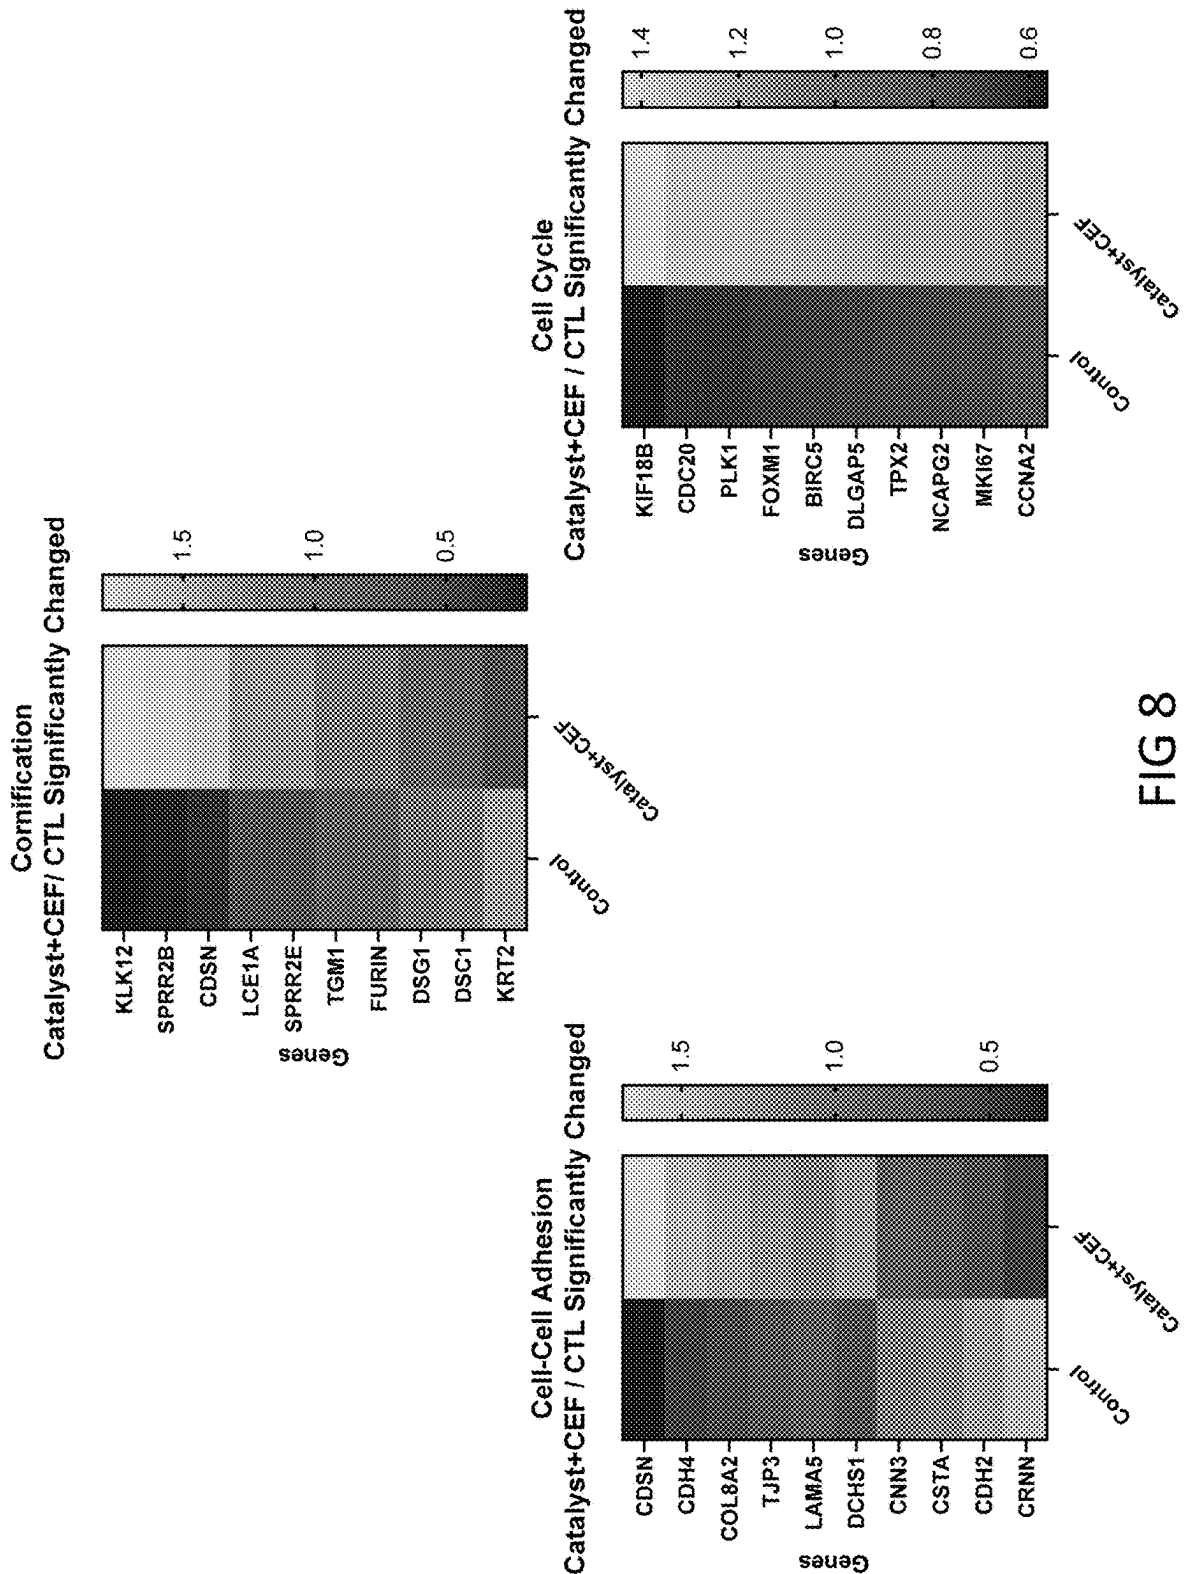 Cornification
Catalyst+CEF/ CTL Significantly Changed
Genes
KLK12
SPRR2B
CDSN
LCE1A
SPRR2E
TGM1
FURIN
DSG1
DSC1
KRT2
Control
Catalyst+CEF
1.5
1.0
0.5
Cell-Cell Adhesion
Catalyst+CEF / CTL Significantly Changed
Genes
CDSN
CDH4
COL8A2
TJP3
LAMA5
DCHS1
CNN3
CSTA
CDH2
CRNN
Control
Catalyst+CEF
1.5
1.0
0.5
Cell Cycle
Catalyst+CEF / CTL Significantly Changed
Genes
KIF18B
CDC20
PLK1
FOXM1
BIRC5
DLGAP5
TPX2
NCAPG2
MKI67
CCNA2
Control
Catalyst+CEF
1.4
1.2
1.0
0.8
0.6
FIG 8